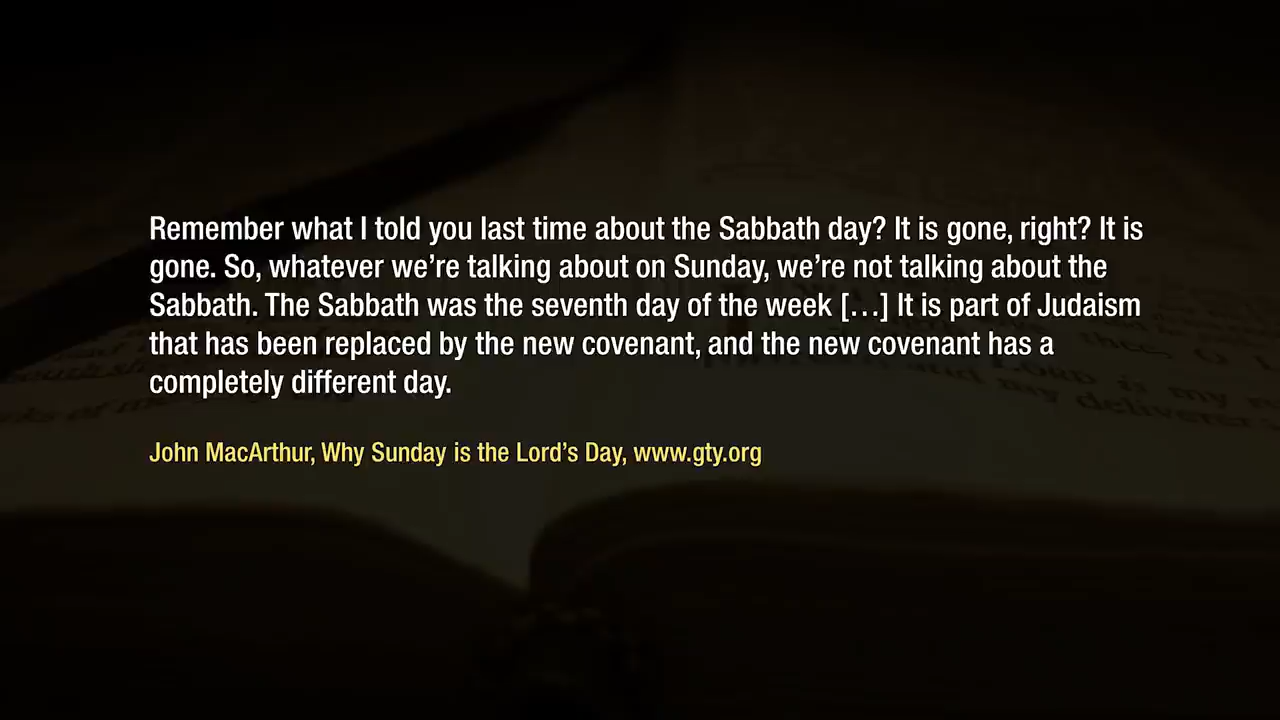 Remember what I told you last time about the Sabbath day? It is gone, right? It is
gone. So, whatever we’re talking about on Sunday, we’re not talking about the
Sabbath. The Sabbath was the seventh day of the week […] It is part of Judaism
that has been replaced by the new covenant, and the new covenant has a
completely different day.
John MacArthur, Why Sunday is the Lord’s Day, www.gty.org